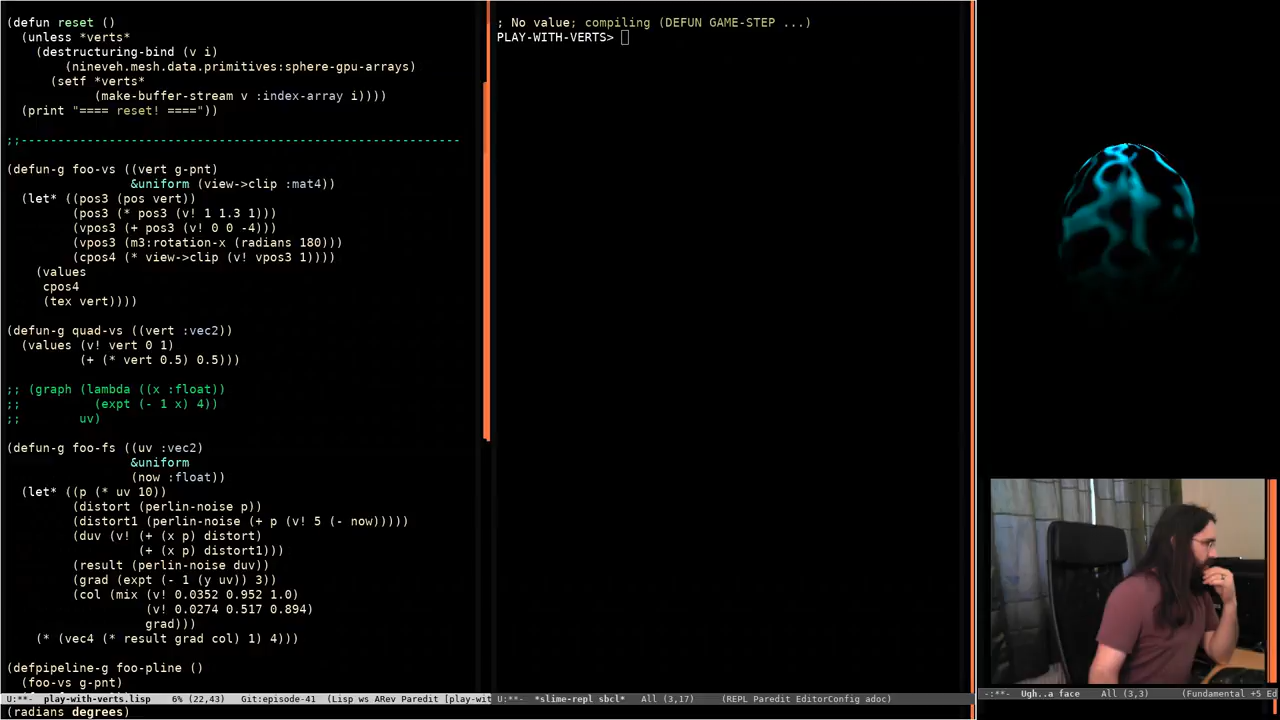 (defun reset ()
  (unless *verts*
    (destructuring-bind (v i)
        (nineveh.mesh.data.primitives:sphere-gpu-arrays)
      (setf *verts*
            (make-buffer-stream v :index-array i))))
  (print "==== reset! ===="))
;;------------------------------------------------------------
(defun-g foo-vs ((vert g-pnt)
                 &uniform (view->clip :mat4))
  (let* ((pos3 (pos vert))
         (pos3 (* pos3 (v! 1 1.3 1)))
         (vpos3 (+ pos3 (v! 0 0 -4)))
         (vpos3 (m3:rotation-x (radians 180)))
         (cpos4 (* view->clip (v! vpos3 1))))
    (values
     cpos4
     (tex vert))))
(defun-g quad-vs ((vert :vec2))
  (values (v! vert 0 1)
          (+ (* vert 0.5) 0.5)))
;; (graph (lambda ((x :float))
;;          (expt (- 1 x) 4))
;;        uv)
(defun-g foo-fs ((uv :vec2)
                 &uniform
                 (now :float))
  (let* ((p (* uv 10))
         (distort (perlin-noise p))
         (distort1 (perlin-noise (+ p (v! 5 (- now)))))
         (duv (v! (+ (x p) distort)
                  (+ (x p) distort1)))
         (result (perlin-noise duv))
         (grad (expt (- 1 (y uv)) 3))
         (col (mix (v! 0.0352 0.952 1.0)
                   (v! 0.0274 0.517 0.894)
                   grad)))
    (* (vec4 (* result grad col) 1) 4)))
(defpipeline-g foo-pline ()
  (foo-vs g-pnt)
U:**-  play-with-verts.lisp   6% (22,43)   Git:episode-41  (Lisp ws ARev Paredit [play-wit
(radians degrees)
; No value; compiling (DEFUN GAME-STEP ...)
PLAY-WITH-VERTS>
U:**-  *slime-repl sbcl*   All (3,17)   (REPL Paredit EditorConfig adoc)
-:**-  Ugh..a face   All (3,3)   (Fundamental +5 Ed